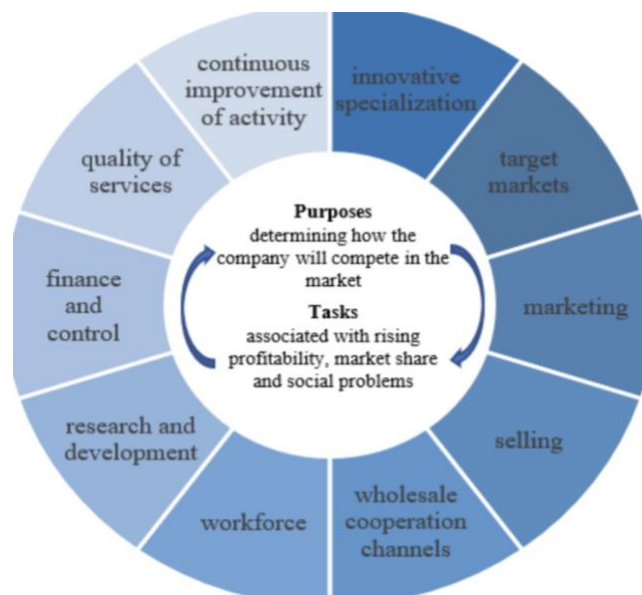 continuous
improvement
of activity
innovative
specialization
target
markets
marketing
selling
wholesale
cooperation
channels
workforce
research and
development
finance
and
control
quality of
services
Purposes
determining how the
company will compete in the
market
Tasks
associated with rising
profitability, market share
and social problems